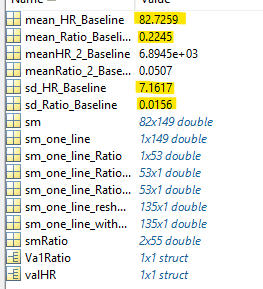 Value
mean_HR_Baseline 82.7259
mean_Ratio_Baseli... 0.2245
meanHR_2_Baseline 6.8945e+03
meanRatio_2_Base... 0.0507
sd_HR_Baseline 7.1617
sd_Ratio_Baseline 0.0156
sm 82x149 double
sm_one_line 1x149 double
sm_one_line_Ratio 1x53 double
sm_one_line_Ratio... 53x1 double
sm_one_line_Ratio... 53x1 double
sm_one_line_resh... 135x1 double
sm_one_line_with... 135x1 double
smRatio 2x55 double
Va1Ratio 1x1 struct
valHR 1x1 struct